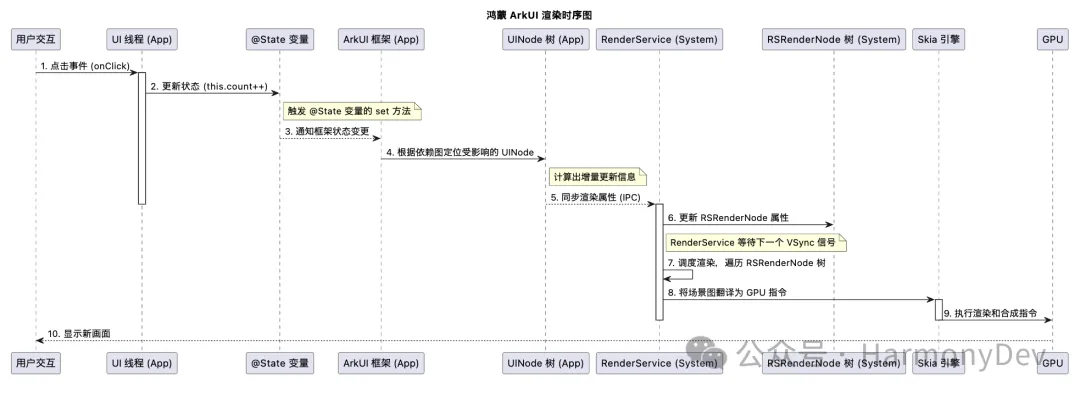 鸿蒙 ArkUI 渲染时序图
用户交互
UI 线程 (App)
@State 变量
ArkUI 框架 (App)
UINode 树 (App)
RenderService (System)
RSRenderNode 树 (System)
Skia 引擎
GPU
1. 点击事件 (onClick)
2. 更新状态 (this.count++)
触发 @State 变量的 set 方法
3. 通知框架状态变更
4. 根据依赖图定位受影响的 UINode
计算出增量更新信息
5. 同步渲染属性 (IPC)
6. 更新 RSRenderNode 属性
RenderService 等待下一个 VSync 信号
7. 调度渲染，遍历 RSRenderNode 树
8. 将场景图翻译为 GPU 指令
9. 执行渲染和合成指令
10. 显示新画面
用户交互
UI 线程 (App)
@State 变量
ArkUI 框架 (App)
UINode 树 (App)
RenderService (System)
RSRenderNode 树 (System)
Skia 引擎
GPU
公众号 · HarmonyDev